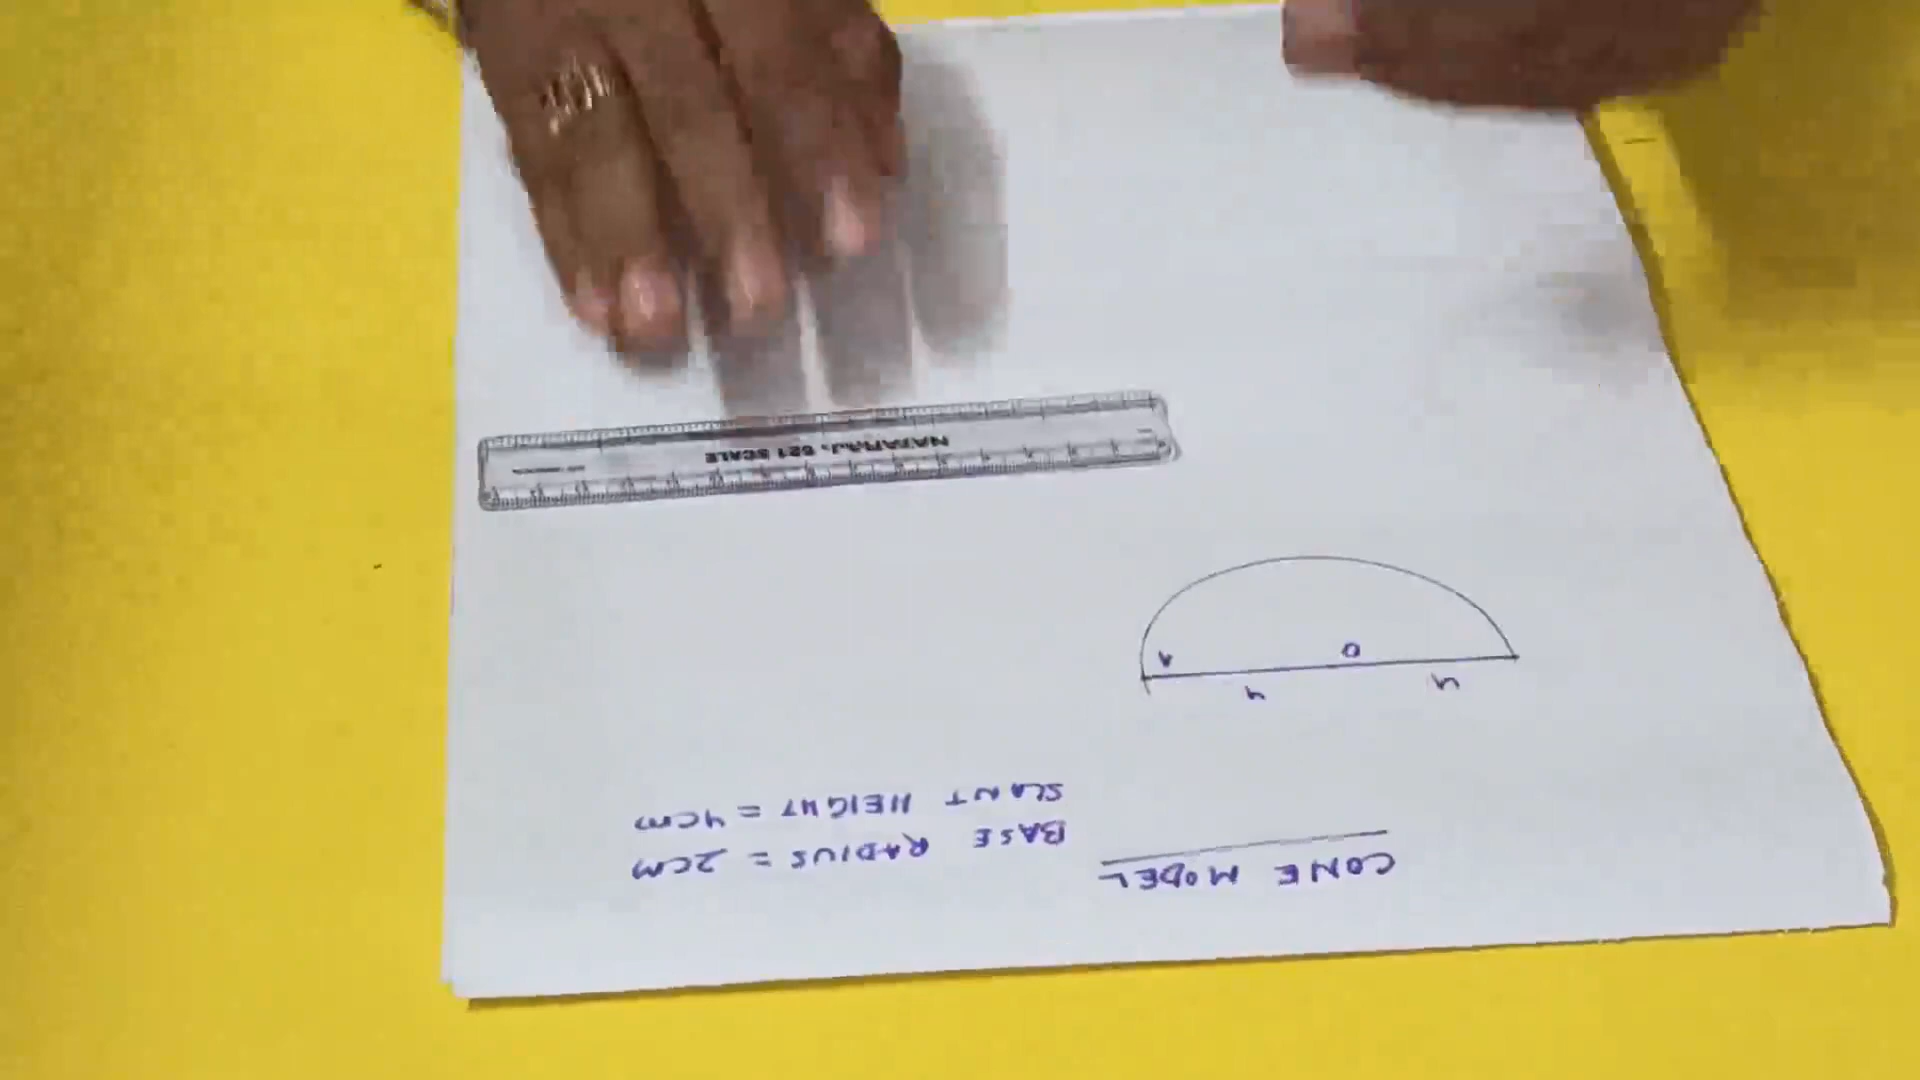 CONE MODEL
BASE RADIUS = 2CM
SLANT HEIGHT = 4CM
4 4
O A
NATARAJ 621 SCALE